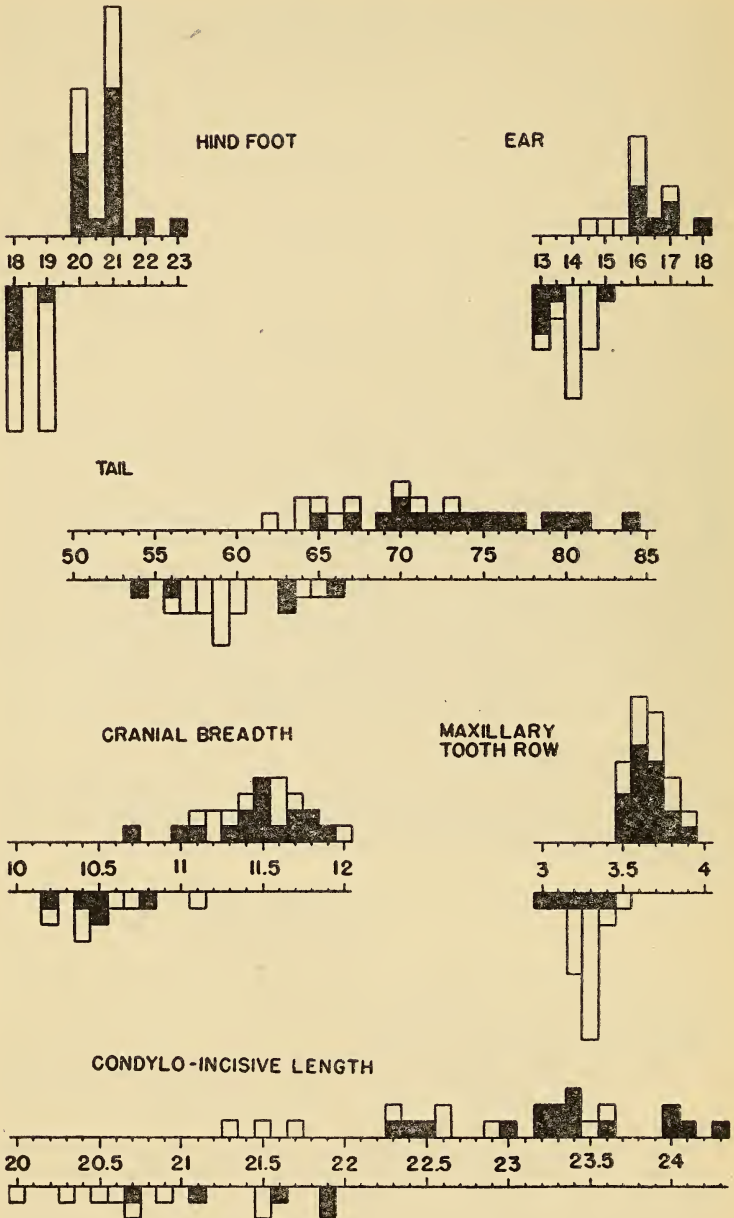 HIND FOOT
EAR
18 19 20 21 22 23
13 14 15 16 17 18
TAIL
50 55 60 65 70 75 80 85
CRANIAL BREADTH
MAXILLARY
TOOTH ROW
10 10.5 11 11.5 12
3 3.5 4
CONDYLO-INCISIVE LENGTH
20 20.5 21 21.5 22 22.5 23 23.5 24